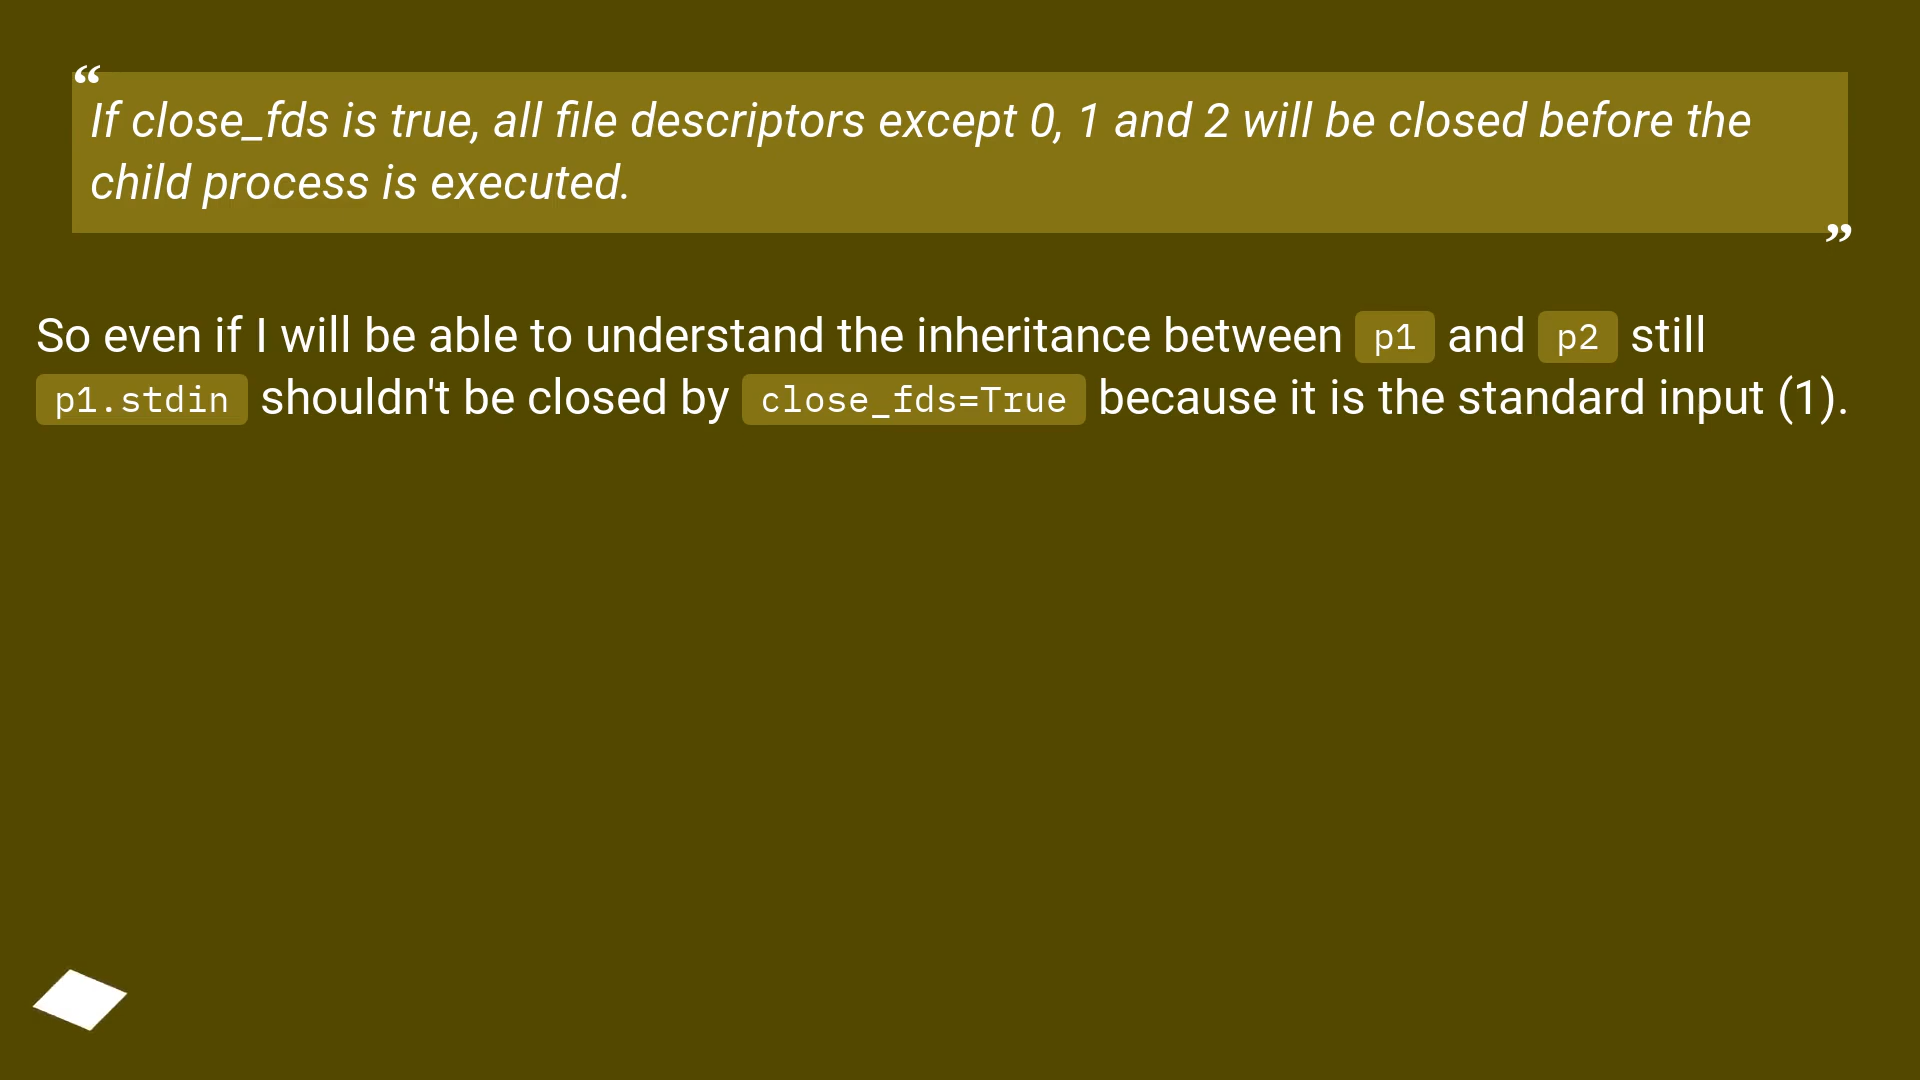 “
If close_fds is true, all file descriptors except 0, 1 and 2 will be closed before the
child process is executed.
”
So even if I will be able to understand the inheritance between p1 and p2 still
p1.stdin shouldn't be closed by close_fds=True because it is the standard input (1).